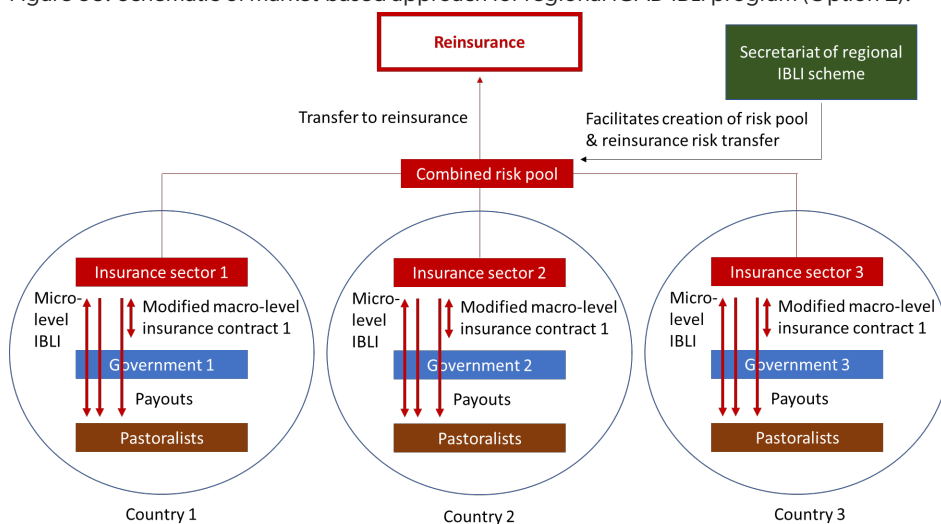 Reinsurance
Secretariat of regional
IBLI scheme
Transfer to reinsurance
Facilitates creation of risk pool
& reinsurance risk transfer
Combined risk pool
Insurance sector 1
Micro-
level
IBLI
Modified macro-level
insurance contract 1
Government 1
Payouts
Pastoralists
Country 1
Insurance sector 2
Micro-
level
IBLI
Modified macro-level
insurance contract 1
Government 2
Payouts
Pastoralists
Country 2
Insurance sector 3
Micro-
level
IBLI
Modified macro-level
insurance contract 1
Government 3
Payouts
Pastoralists
Country 3